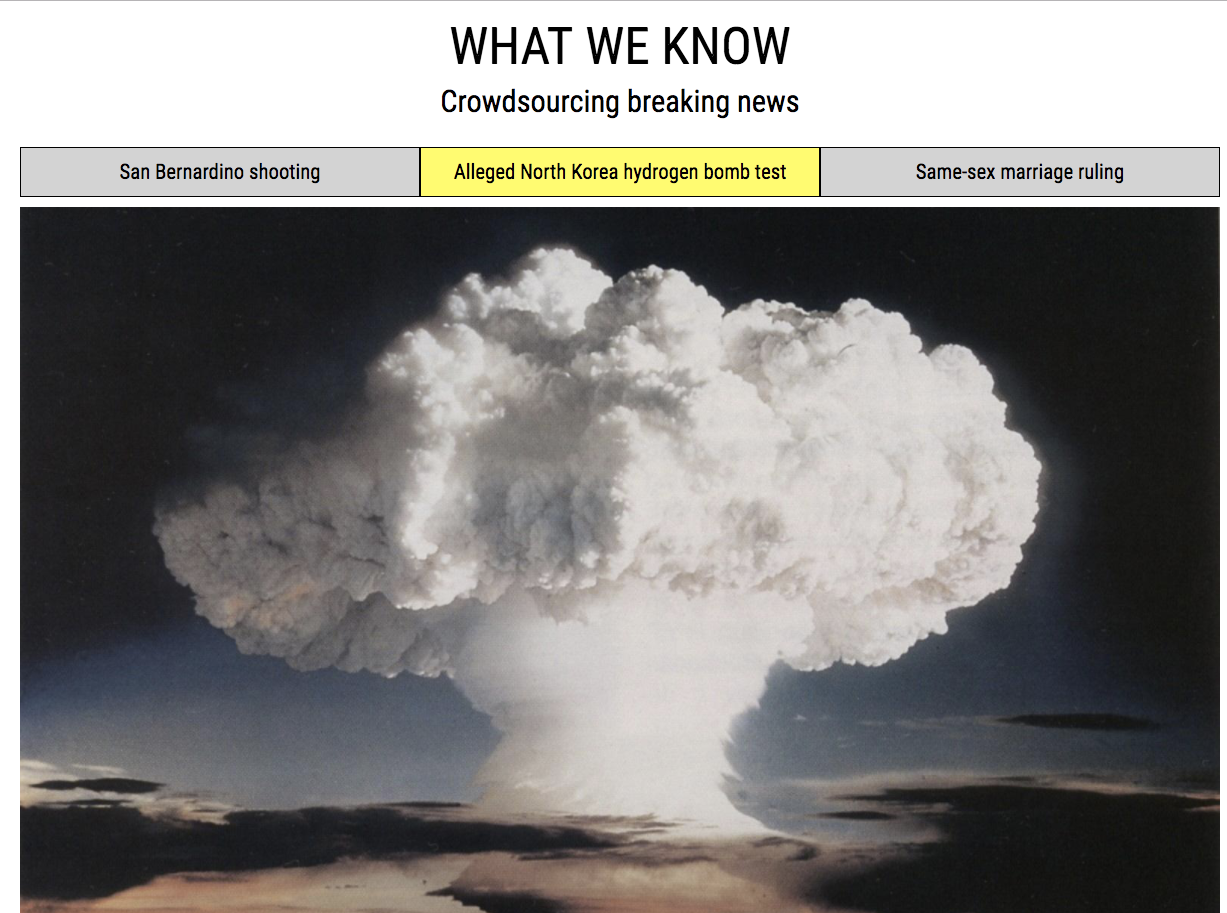 WHAT WE KNOW
Crowdsourcing breaking news
San Bernardino shooting
Alleged North Korea hydrogen bomb test
Same-sex marriage ruling